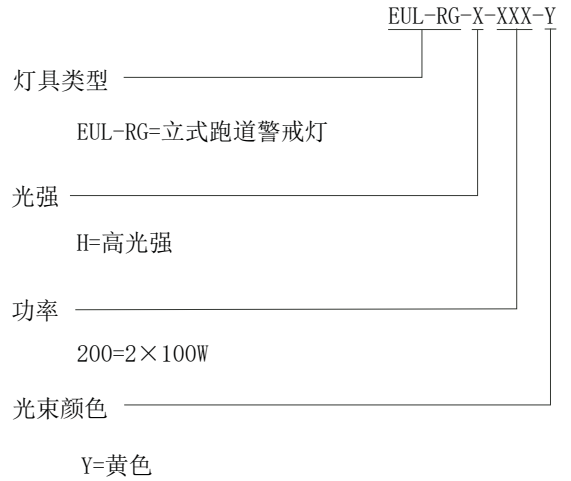 EUL-RG-X-XXX-Y
灯具类型
EUL-RG=立式跑道警戒灯
光强
H=高光强
功率
200=2×100W
光束颜色
Y=黄色